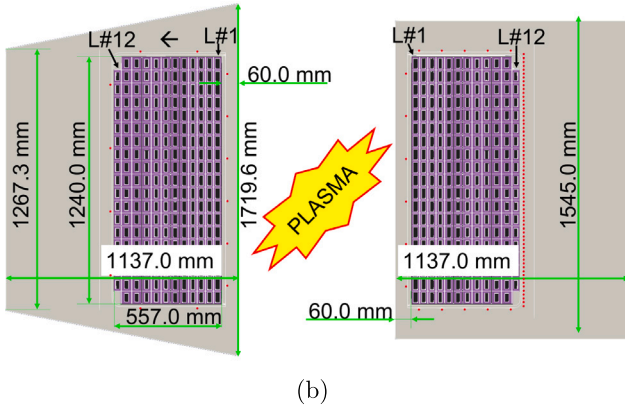 L#12 ← L#1
60.0 mm
1267.3 mm
1240.0 mm
1719.6 mm
1137.0 mm
557.0 mm
PLASMA
L#1 L#12
1545.0 mm
1137.0 mm
60.0 mm
(b)